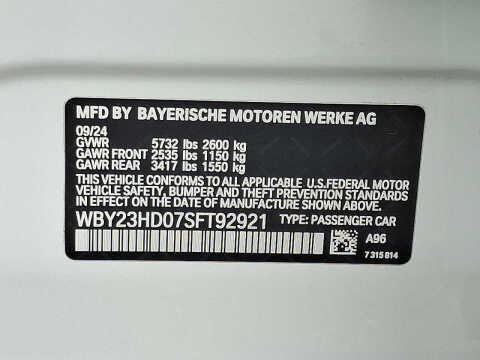 MFD BY BAYERISCHE MOTOREN WERKE AG
09/24
GVWR 5732 lbs 2600 kg
GAWR FRONT 2535 lbs 1150 kg
GAWR REAR 3417 lbs 1550 kg
THIS VEHICLE CONFORMS TO ALL APPLICABLE U.S.FEDERAL MOTOR
VEHICLE SAFETY, BUMPER AND THEFT PREVENTION STANDARDS
IN EFFECT ON THE DATE OF MANUFACTURE SHOWN ABOVE.
WBY23HD07SFT92921 TYPE: PASSENGER CAR
A96
7 315 814